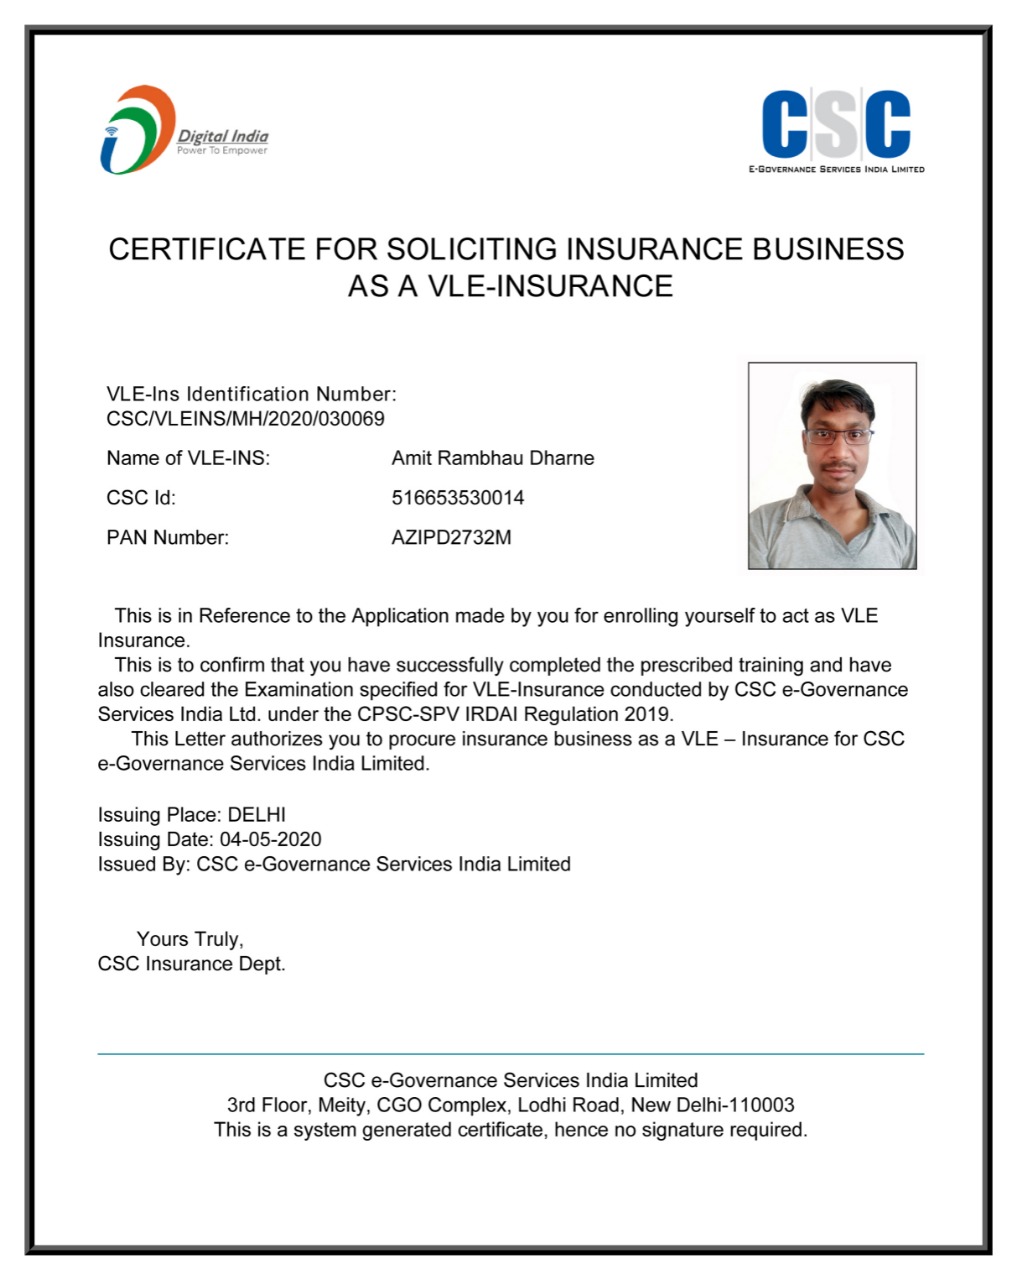 Digital India
Power To Empower
CSC
E-GOVERNANCE SERVICES INDIA LIMITED
CERTIFICATE FOR SOLICITING INSURANCE BUSINESS
AS A VLE-INSURANCE
VLE-Ins Identification Number:
CSC/VLEINS/MH/2020/030069
Name of VLE-INS: Amit Rambhau Dharne
CSC Id: 516653530014
PAN Number: AZIPD2732M
This is in Reference to the Application made by you for enrolling yourself to act as VLE
Insurance.
This is to confirm that you have successfully completed the prescribed training and have
also cleared the Examination specified for VLE-Insurance conducted by CSC e-Governance
Services India Ltd. under the CPSC-SPV IRDAI Regulation 2019.
This Letter authorizes you to procure insurance business as a VLE – Insurance for CSC
e-Governance Services India Limited.
Issuing Place: DELHI
Issuing Date: 04-05-2020
Issued By: CSC e-Governance Services India Limited
Yours Truly,
CSC Insurance Dept.
CSC e-Governance Services India Limited
3rd Floor, Meity, CGO Complex, Lodhi Road, New Delhi-110003
This is a system generated certificate, hence no signature required.